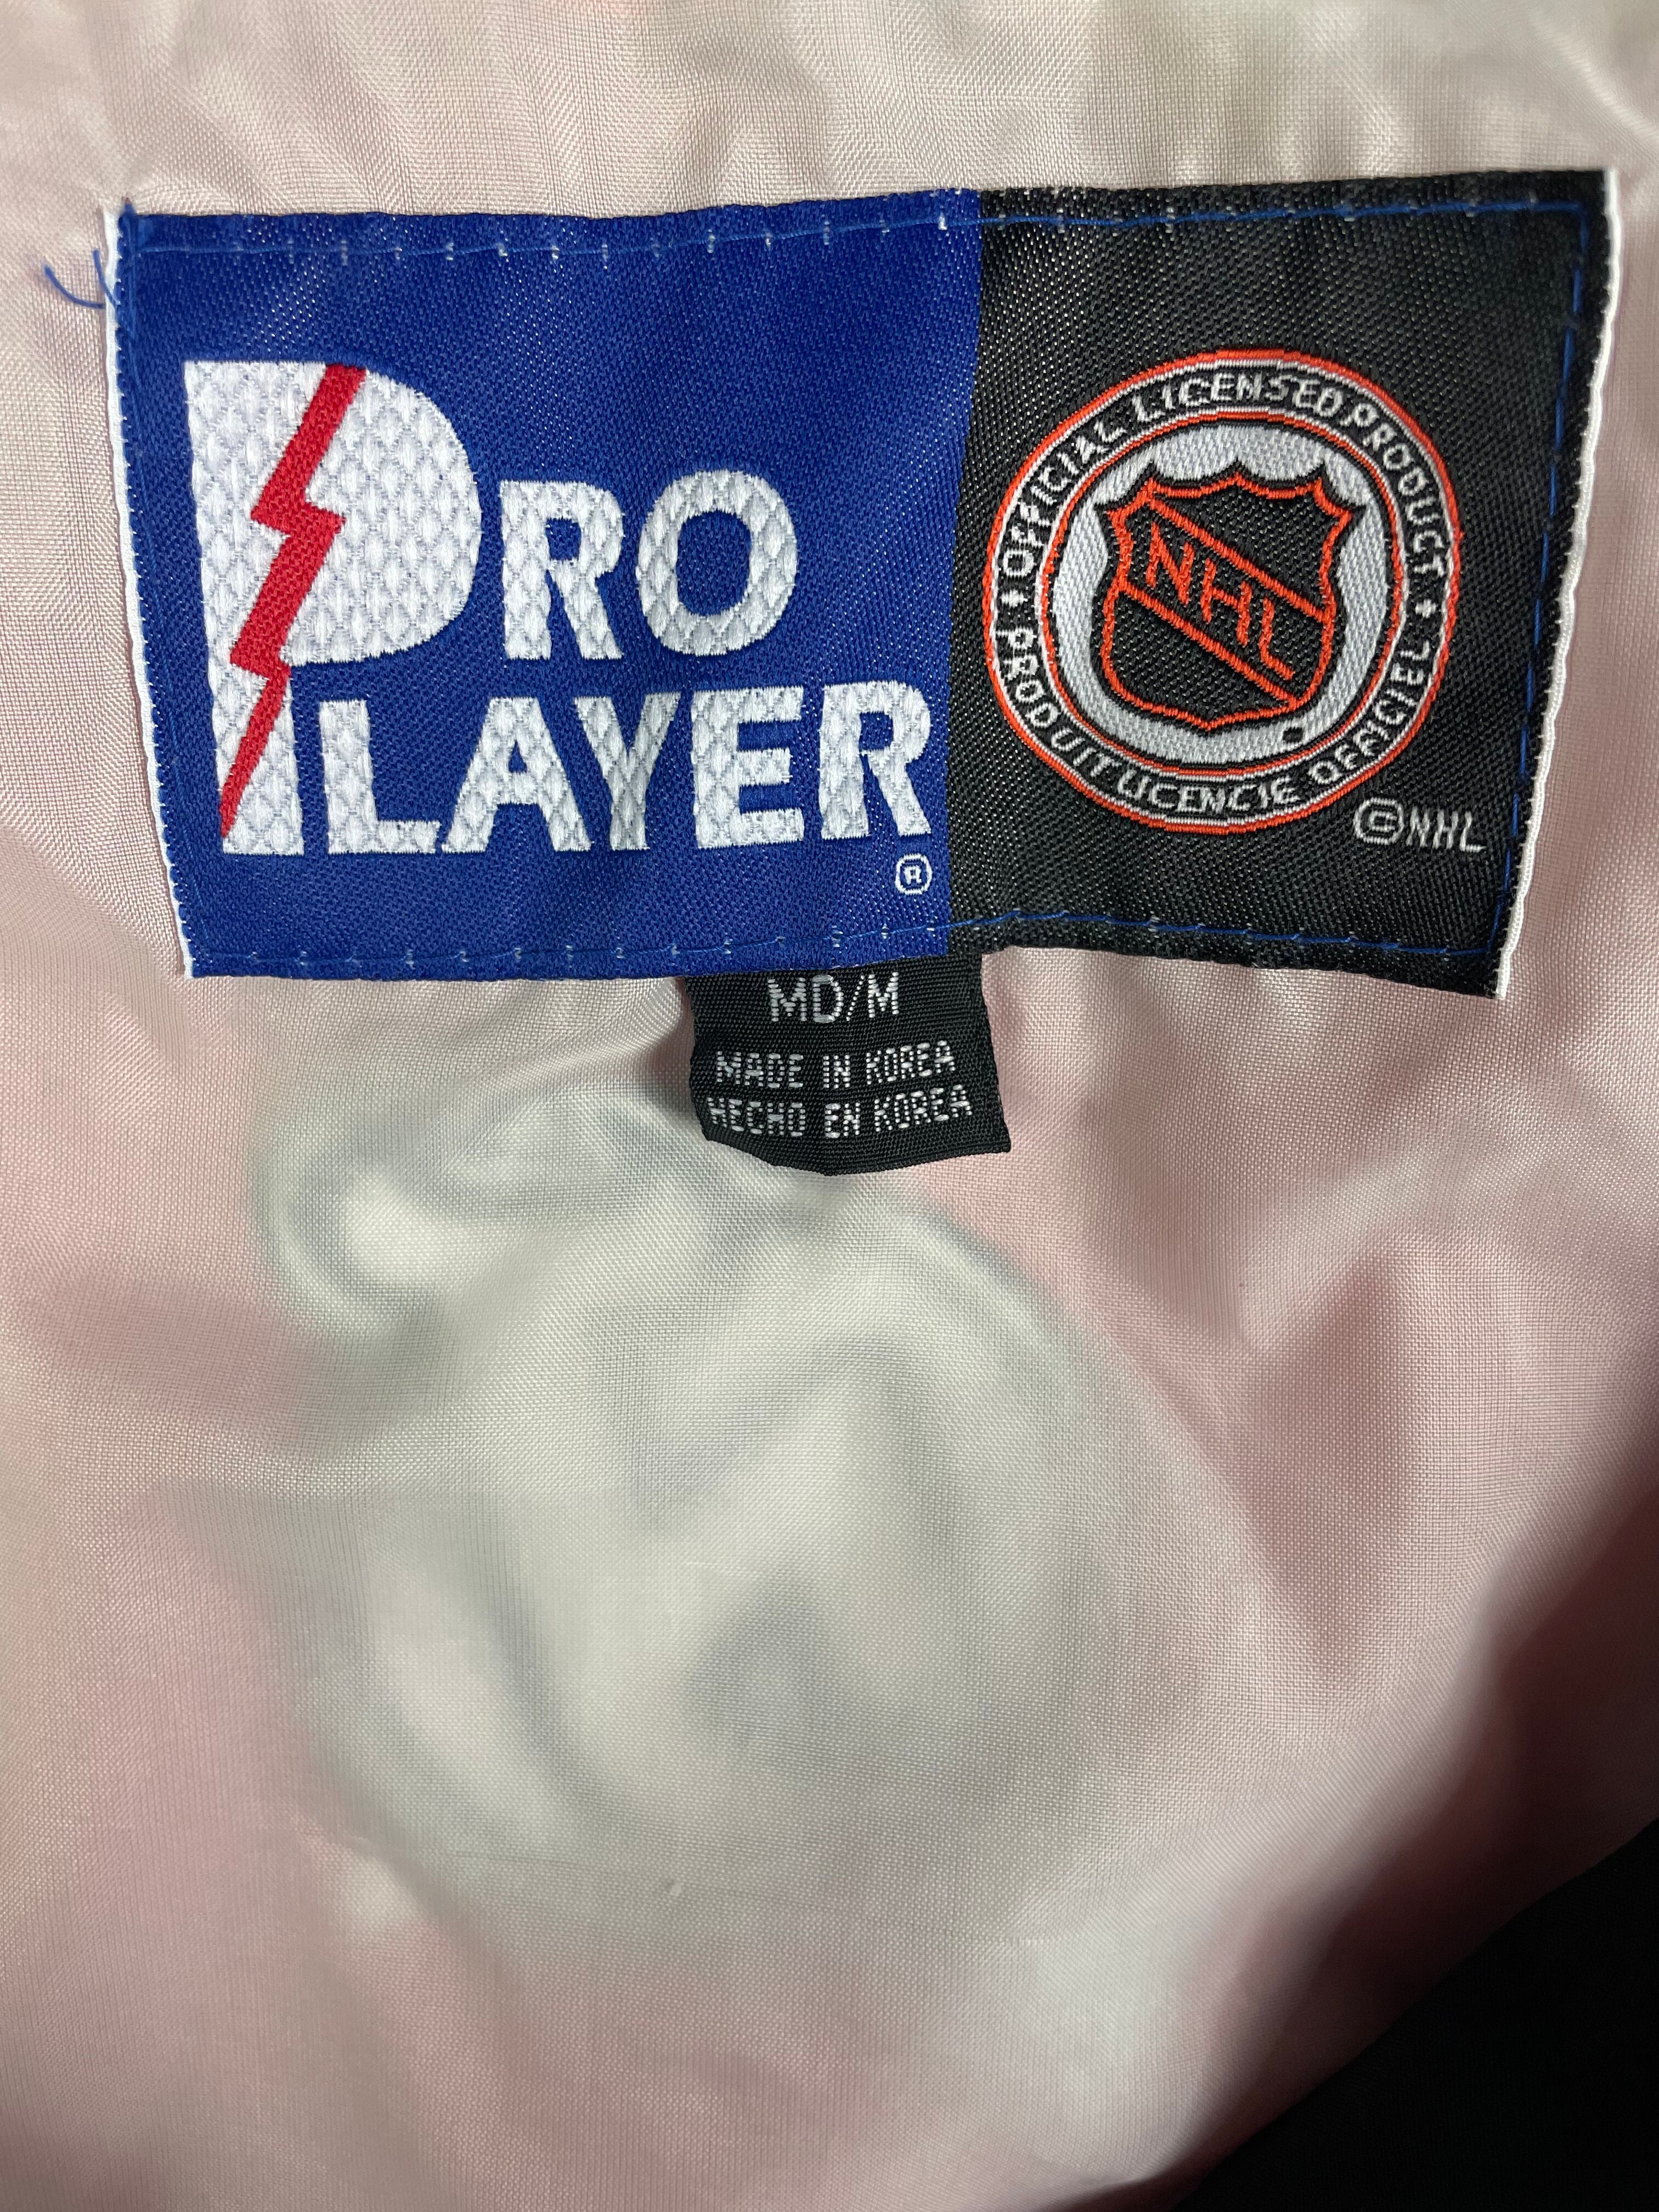 PRO
PLAYER
®
OFFICIAL LICENSED PRODUCT
NHL
PRODUIT LICENCIE OFFICIEL
©NHL
MD/M
MADE IN KOREA
HECHO EN KOREA